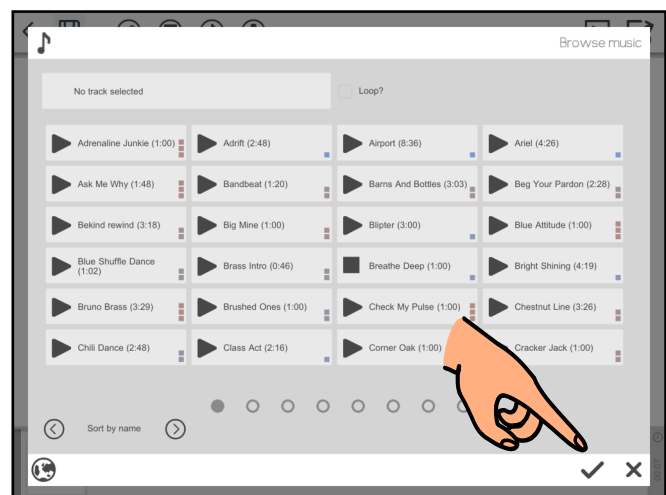 Browse music
No track selected
Loop?
Adrenaline Junkie (1:00)
Adrift (2:48)
Airport (8:36)
Ariel (4:26)
Ask Me Why (1:48)
Bandbeat (1:20)
Barns And Bottles (3:03)
Beg Your Pardon (2:28)
Bekind rewind (3:18)
Big Mine (1:00)
Blipter (3:00)
Blue Attitude (1:00)
Blue Shuffle Dance
(1:02)
Brass Intro (0:46)
Breathe Deep (1:00)
Bright Shining (4:19)
Bruno Brass (3:29)
Brushed Ones (1:00)
Check My Pulse (1:00)
Chestnut Line (3:26)
Chili Dance (2:48)
Class Act (2:16)
Corner Oak (1:00)
Cracker Jack (1:00)
Sort by name
00:07